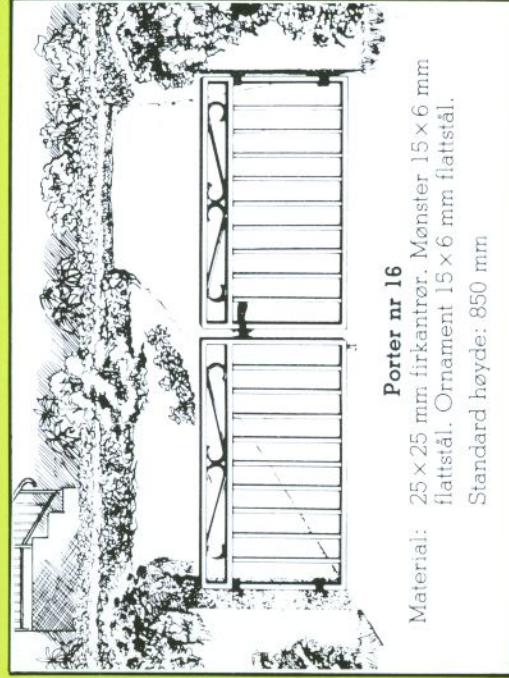 Porter nr 16
Material: 25 × 25 mm firkantrør. Mønster 15 × 6 mm
flattstål. Ornament 15 × 6 mm flattstål.
Standard høyde: 850 mm